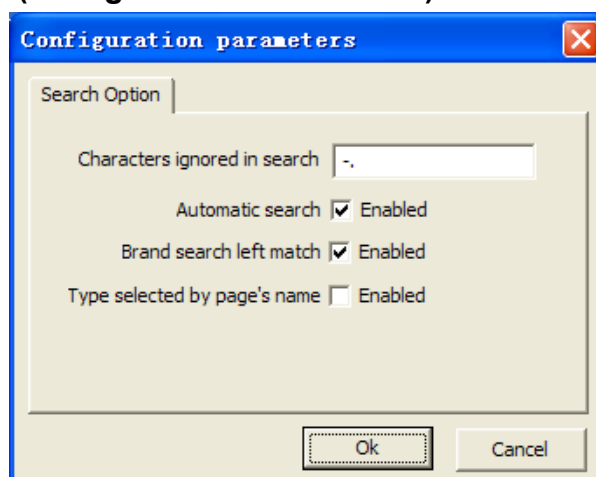 Configuration parameters
Search Option
Characters ignored in search -.
Automatic search Enabled
Brand search left match Enabled
Type selected by page's name Enabled
Ok Cancel